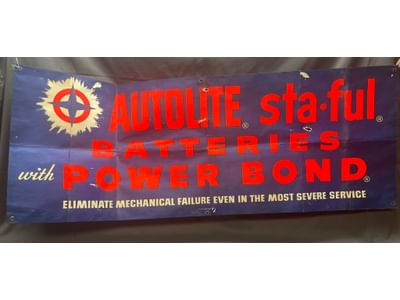 AUTOLITE® sta·ful®
BATTERIES
with POWER BOND®
ELIMINATE MECHANICAL FAILURE EVEN IN THE MOST SEVERE SERVICE